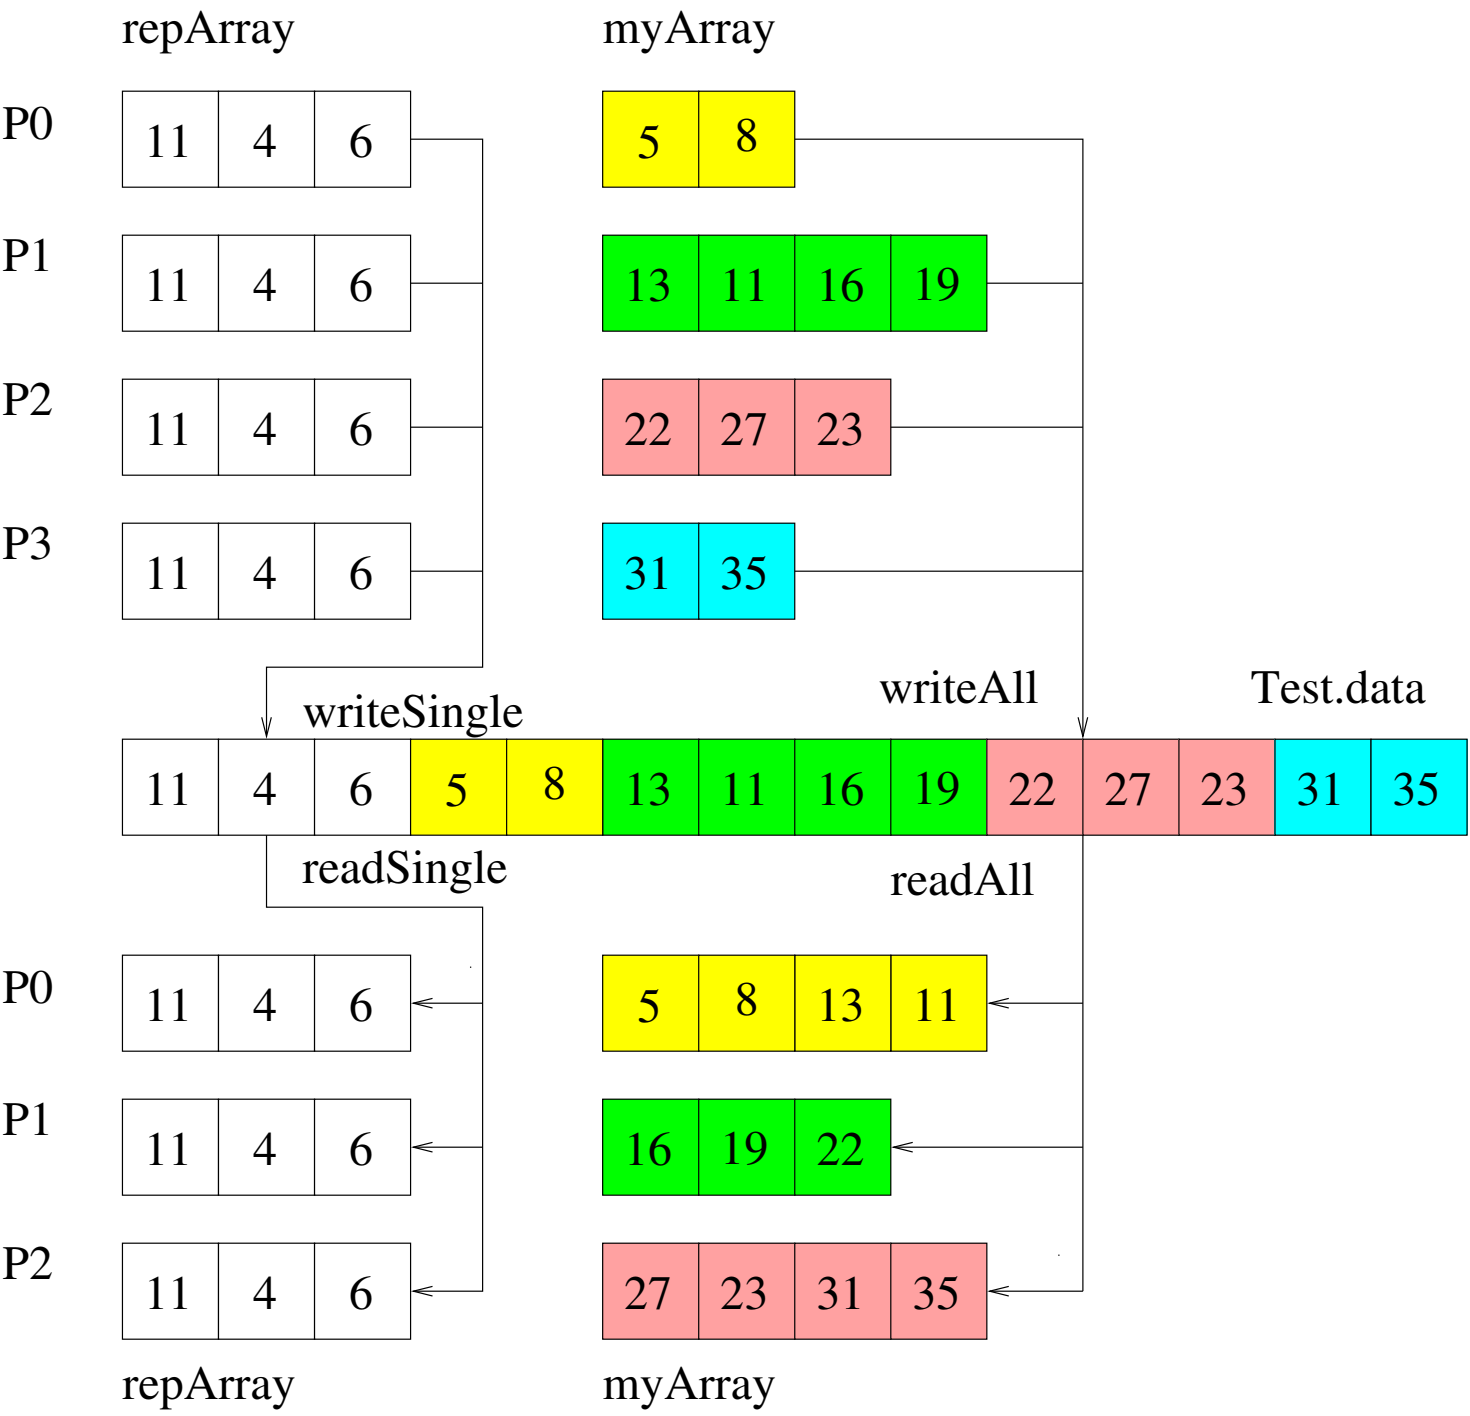 repArray myArray
P0 11 4 6 5 8
P1 11 4 6 13 11 16 19
P2 11 4 6 22 27 23
P3 11 4 6 31 35
writeSingle writeAll Test.data
11 4 6 5 8 13 11 16 19 22 27 23 31 35
readSingle readAll
P0 11 4 6 5 8 13 11
P1 11 4 6 16 19 22
P2 11 4 6 27 23 31 35
repArray myArray